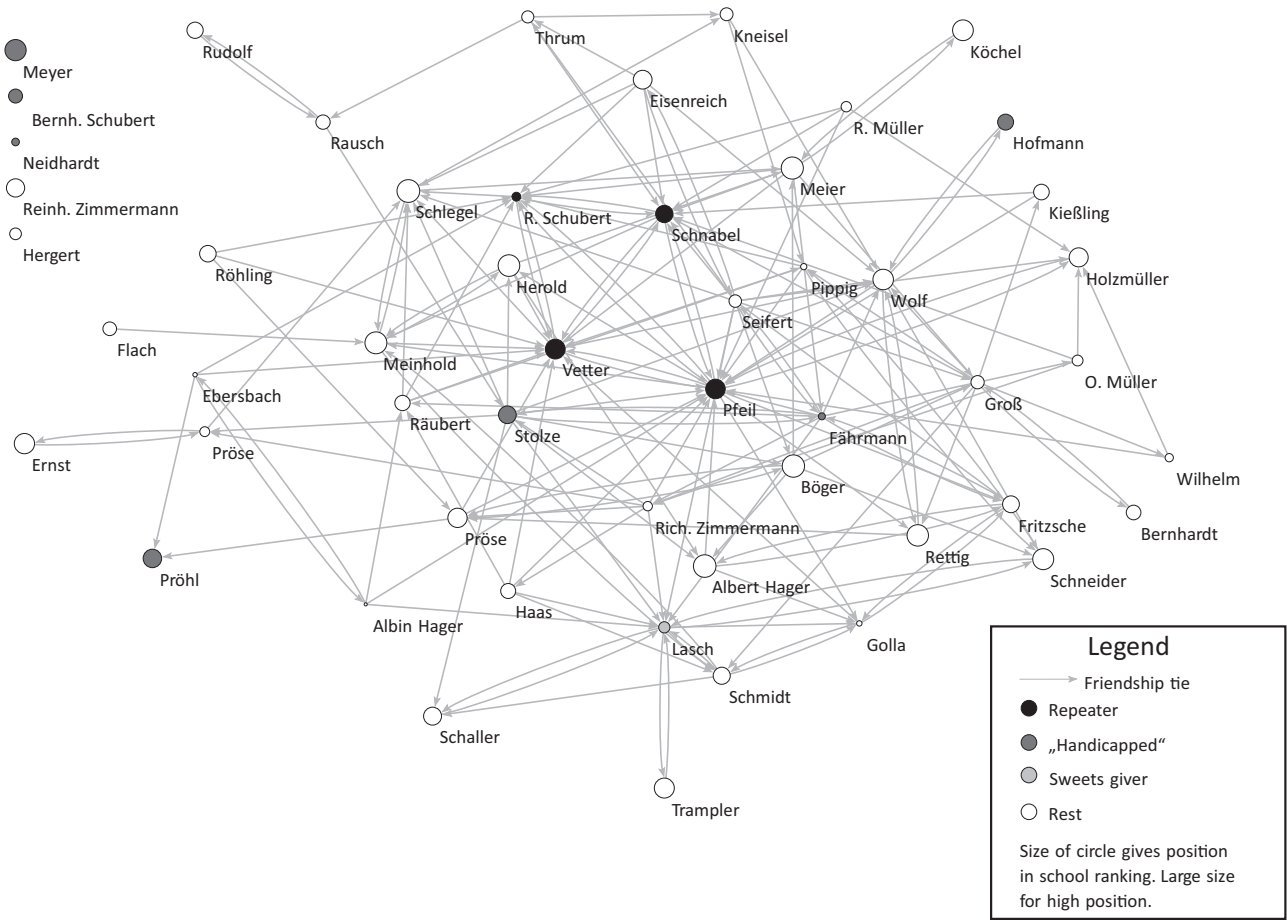 Thrum
Kneisel
Rudolf
Köchel
Meyer
Eisenreich
Bernh. Schubert
Rausch
R. Müller
Hofmann
Neidhardt
Reinh. Zimmermann
Meier
Schlegel
R. Schubert
Schnabel
Kießling
Hergert
Röhling
Herold
Pippig
Wolf
Holzmüller
Seifert
Flach
Meinhold
Vetter
Ebersbach
Pfeil
Groß
O. Müller
Räubert
Stolze
Fährmann
Ernst
Pröse
Böger
Wilhelm
Pröse
Rich. Zimmermann
Fritzsche
Bernhardt
Rettig
Pröhl
Albert Hager
Schneider
Albin Hager
Haas
Lasch
Golla
Schmidt
Schaller
Trampler
Legend
Friendship tie
Repeater
„Handicapped“
Sweets giver
Rest
Size of circle gives position
in school ranking. Large size
for high position.